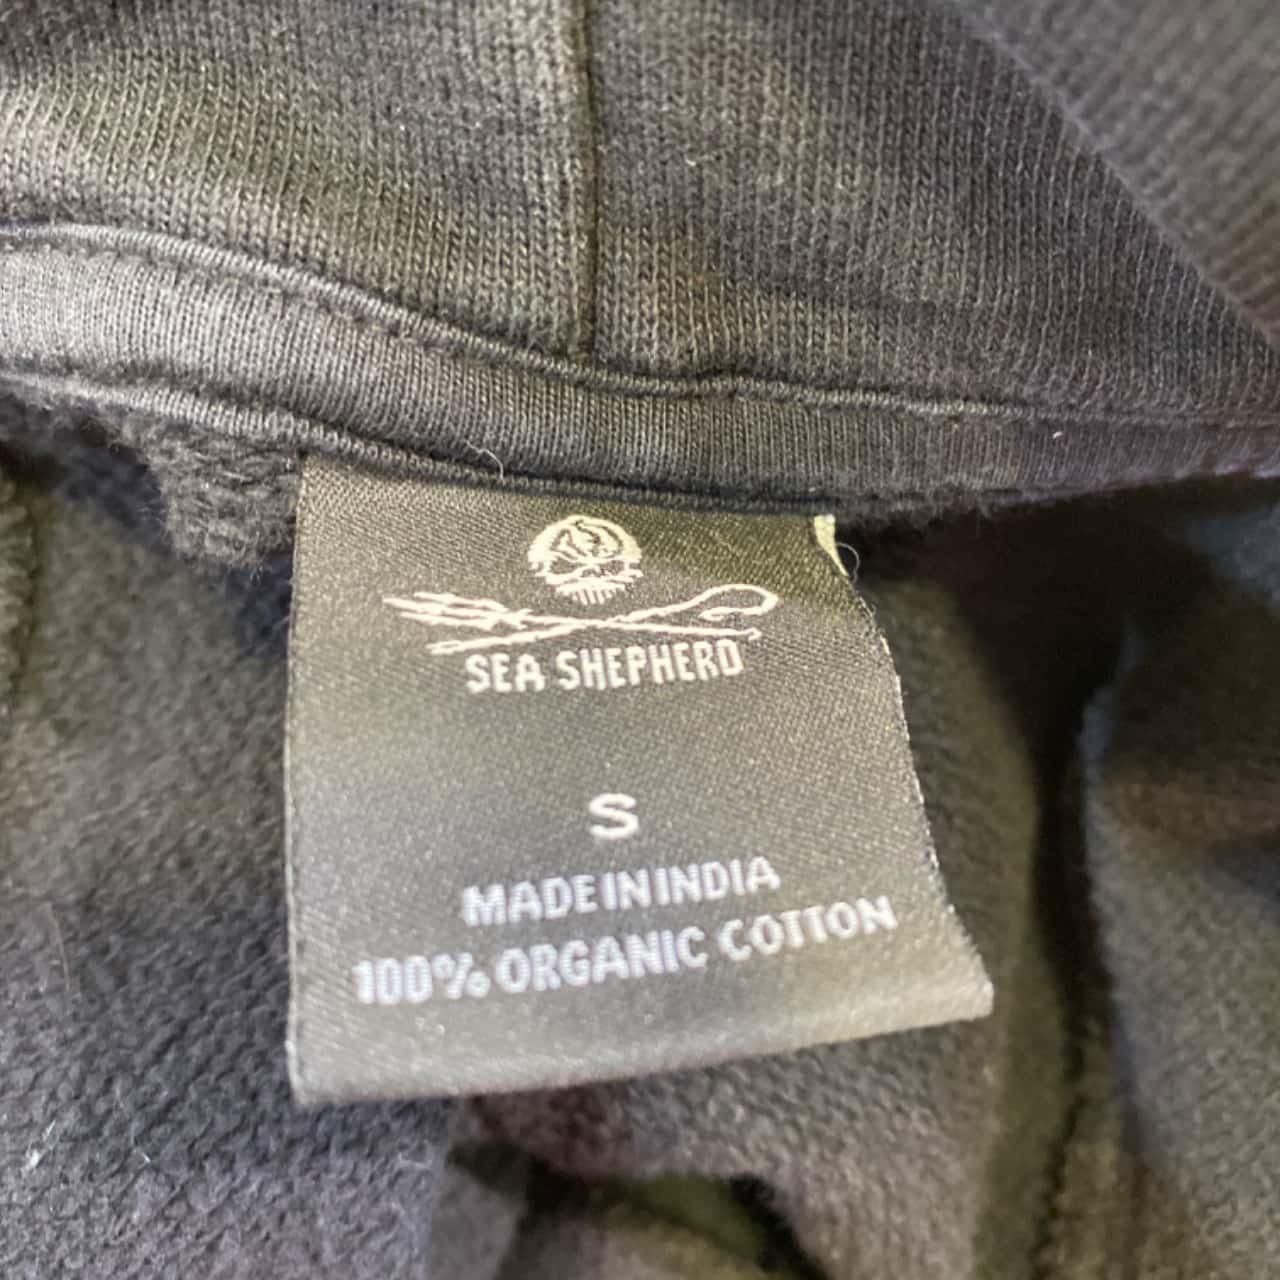 SEA SHEPHERD
S
MADE IN INDIA
100% ORGANIC COTTON